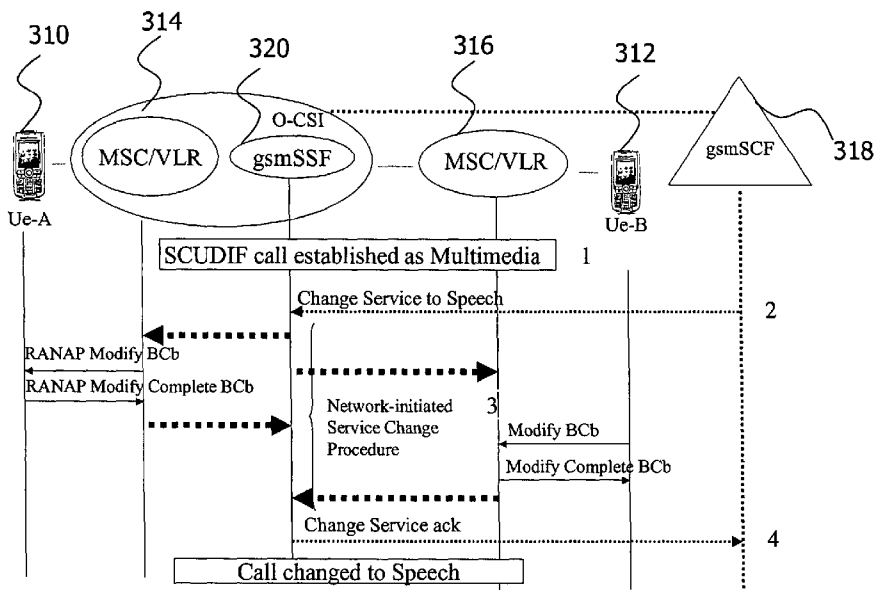 310
314
320
316
312
O-CSI
MSC/VLR
gsmSSF
MSC/VLR
gsmSCF
318
Ue-A
Ue-B
SCUDIF call established as Multimedia
1
Change Service to Speech
2
RANAP Modify BCb
RANAP Modify Complete BCb
Network-initiated
Service Change
Procedure
3
Modify BCb
Modify Complete BCb
Change Service ack
4
Call changed to Speech